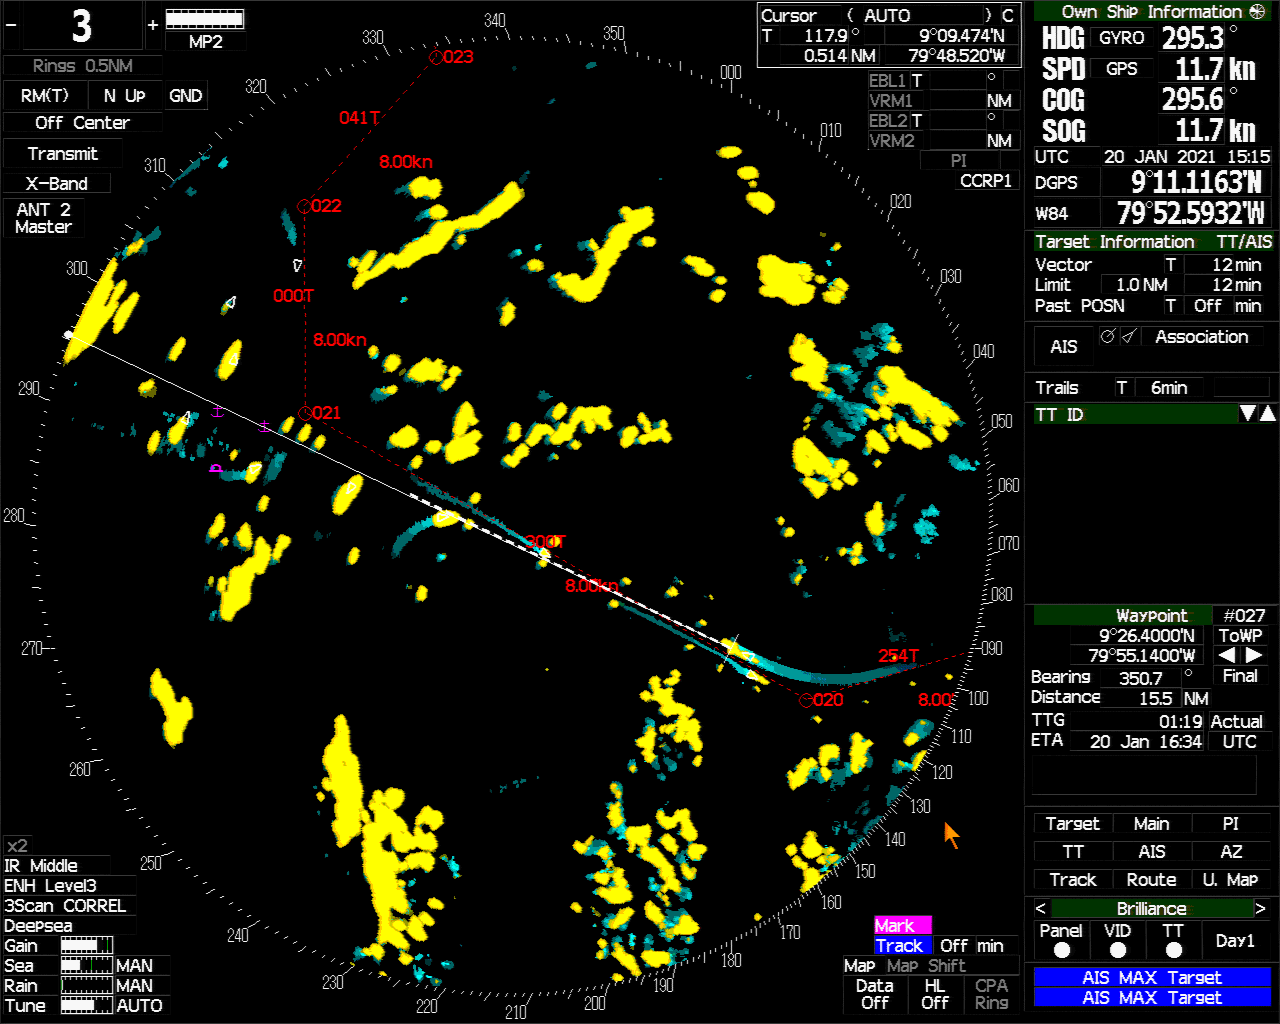 - 3 +
MP2
Rings 0.5NM
RM(T) N Up GND
Off Center
Transmit
X-Band
ANT 2
Master
Cursor ( AUTO ) C
T 117.9° 9°09.474'N
0.514 NM 79°48.520'W
EBL1 T °
VRM1 NM
EBL2 T °
VRM2 NM
PI
CCRP1
Own Ship Information
HDG GYRO 295.3°
SPD GPS 11.7 kn
COG 295.6°
SOG 11.7 kn
UTC 20 JAN 2021 15:15
DGPS 9°11.1163'N
W84 79°52.5932'W
Target Information TT/AIS
Vector T 12 min
Limit 1.0 NM 12 min
Past POSN T Off min
AIS Association
Trails T 6min
TT ID
Waypoint #027
9°26.4000'N ToWP
79°55.1400'W
Bearing 350.7° Final
Distance 15.5 NM
TTG 01:19 Actual
ETA 20 Jan 16:34 UTC
Target Main PI
TT AIS AZ
Track Route U. Map
< Brilliance >
Panel VID TT Day1
AIS MAX Target
AIS MAX Target
340
350
000
010
020
030
040
050
060
070
080
090
100
110
120
130
140
150
160
170
180
190
200
210
220
230
240
250
260
270
280
290
300
310
320
330
023
041T
8.00kn
022
000T
8.00kn
021
300T
8.00kn
254T
020
8.00
x2
IR Middle
ENH Level3
3Scan CORREL
Deepsea
Gain
Sea MAN
Rain MAN
Tune AUTO
Mark
Track Off min
Map Map Shift
Data HL CPA
Off Off Ring